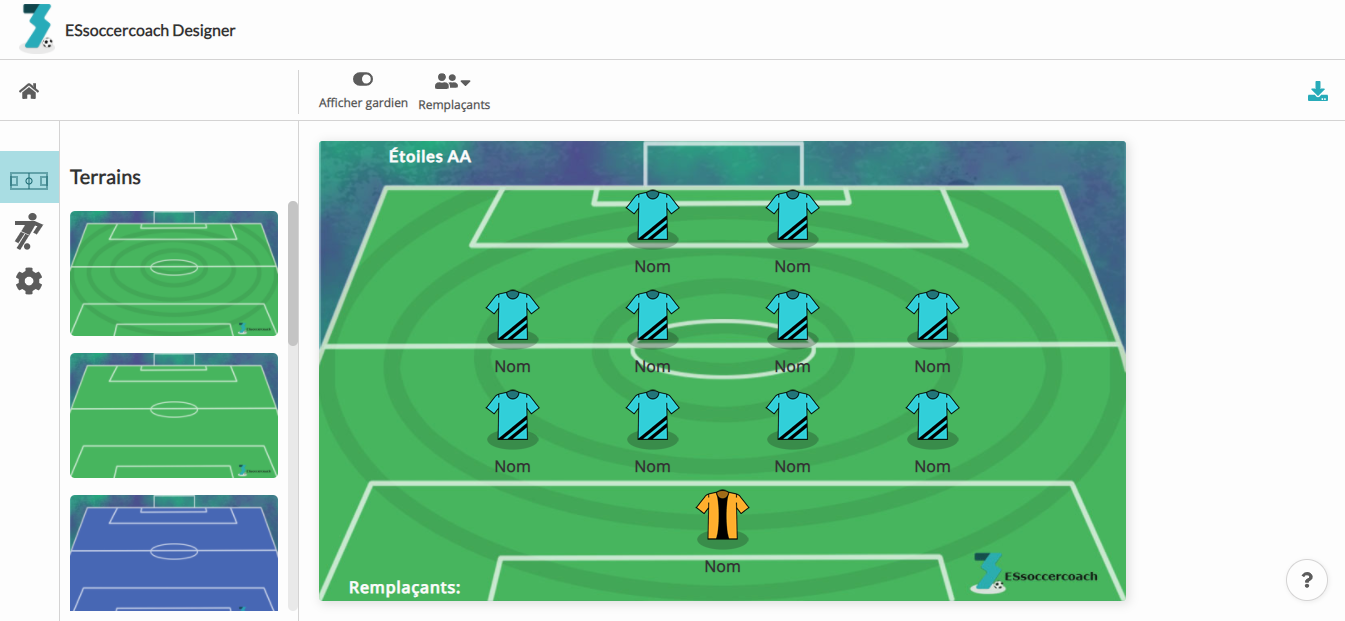 ESsoccercoach Designer
Afficher gardien
Remplaçants
Terrains
Étoiles AA
Nom Nom
Nom Nom Nom Nom
Nom Nom Nom Nom
Nom
Remplaçants:
ESsoccercoach
?